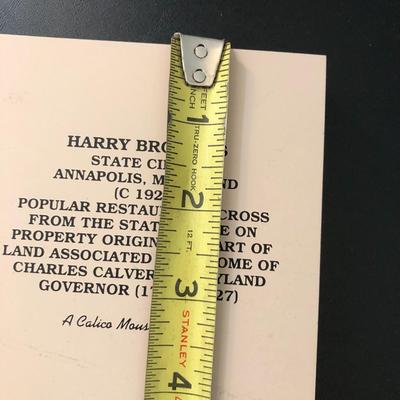 HARRY BRO S
STATE CI
ANNAPOLIS, M ND
(C 192
POPULAR RESTAU CROSS
FROM THE STAT E ON
PROPERTY ORIGIN RT OF
LAND ASSOCIATED OME OF
CHARLES CALVER YLAND
GOVERNOR (17 27)
A Calico Mous
FEET
INCH
1
TRU-ZERO HOOK
2
12 FT.
3
STANLEY
4